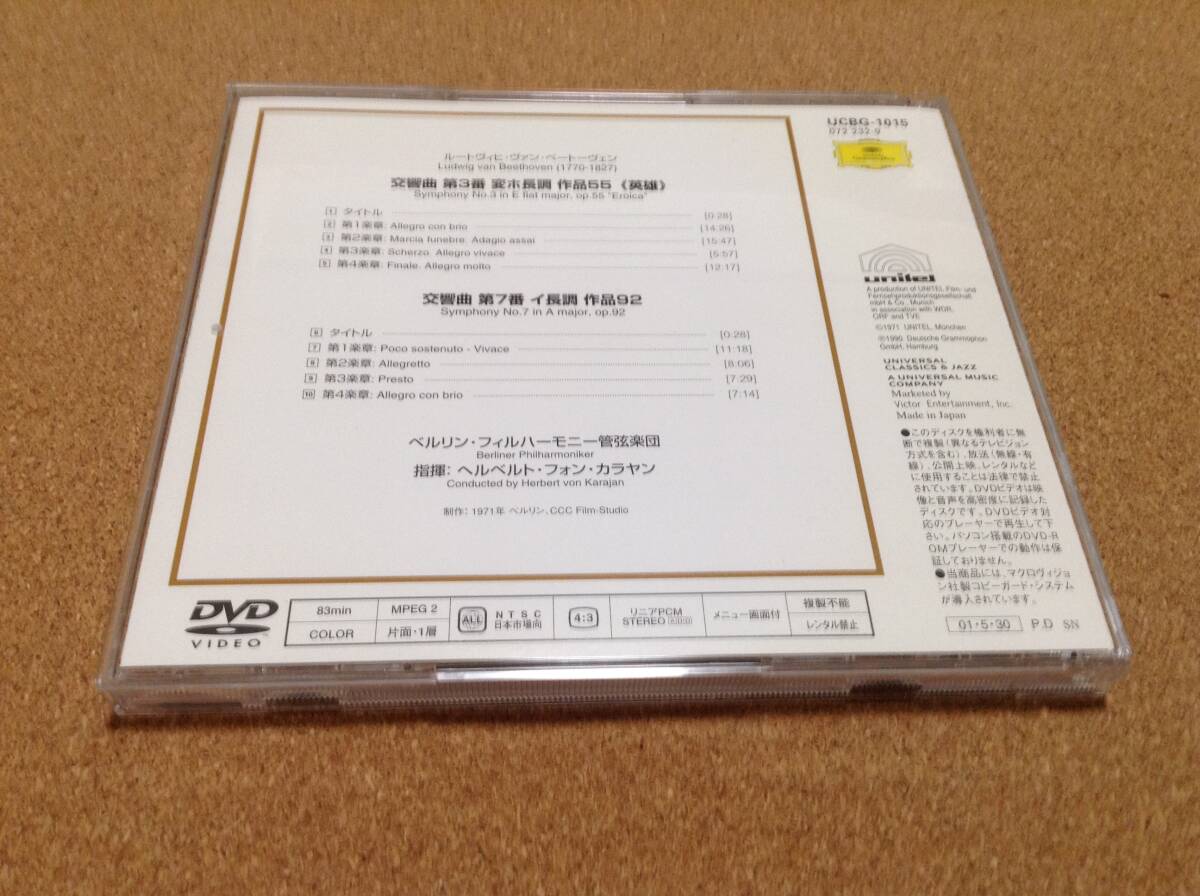 ルートヴィヒ・ヴァン・ベートーヴェン
Ludwig van Beethoven (1770-1827)
交響曲 第3番 変ホ長調 作品55《英雄》
Symphony No.3 in E flat major, op.55 "Eroica"
1 タイトル [0:28]
2 第1楽章: Allegro con brio [14:26]
3 第2楽章: Marcia funebre. Adagio assai [15:47]
4 第3楽章: Scherzo. Allegro vivace [5:57]
5 第4楽章: Finale. Allegro molto [12:17]
交響曲 第7番 イ長調 作品92
Symphony No.7 in A major, op.92
6 タイトル [0:28]
7 第1楽章: Poco sostenuto - Vivace [11:18]
8 第2楽章: Allegretto [8:06]
9 第3楽章: Presto [7:29]
10 第4楽章: Allegro con brio [7:14]
ベルリン・フィルハーモニー管弦楽団
Berliner Philharmoniker
指揮: ヘルベルト・フォン・カラヤン
Conducted by Herbert von Karajan
制作: 1971年 ベルリン、CCC Film-Studio
UCBG-1015
072 232-9
Deutsche
Grammophon
unitel
A production of UNITEL Film- und
Fernsehproduktionsgesellschaft
mbH & Co., Munich
in association with WDR,
ORF and TVE
©1971 UNITEL, München
℗1990 Deutsche Grammophon
GmbH, Hamburg
UNIVERSAL
CLASSICS & JAZZ
A UNIVERSAL MUSIC
COMPANY
Marketed by
Victor Entertainment, Inc.
Made in Japan
●このディスクを権利者に無
断で複製(異なるテレビジョン
方式を含む)、放送(無線・有
線)、公開上映、レンタルなど
に使用することは法律で禁止
されています。DVDビデオは映
像と音声を高密度に記録した
ディスクです。DVDビデオ対
応のプレーヤーで再生して下
さい。パソコン搭載のDVD-R
OMプレーヤーでの動作は保
証しておりません。
●当商品には、マクロヴィジョ
ン社製コピーガード・システム
が導入されています。
01・5・30 P.D SN
DVD
VIDEO
83min
COLOR
MPEG 2
片面・1層
ALL
NTSC
日本市場向
4:3
リニアPCM
STEREO
メニュー画面付
複製不能
レンタル禁止